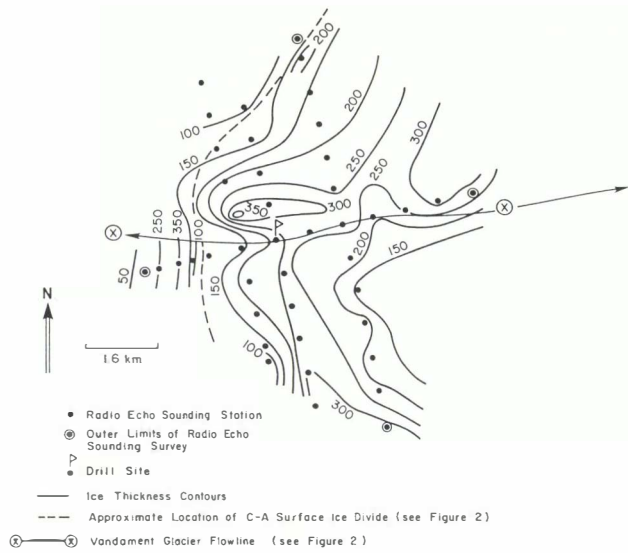 200
100
200
150
300
250
250
350
300
250
350
100
200
150
50
150
N
1.6 km
100
300
Radio Echo Sounding Station
Outer Limits of Radio Echo
Sounding Survey
Drill Site
Ice Thickness Contours
Approximate Location of C-A Surface Ice Divide (see Figure 2)
Vandament Glacier Flowline (see Figure 2)